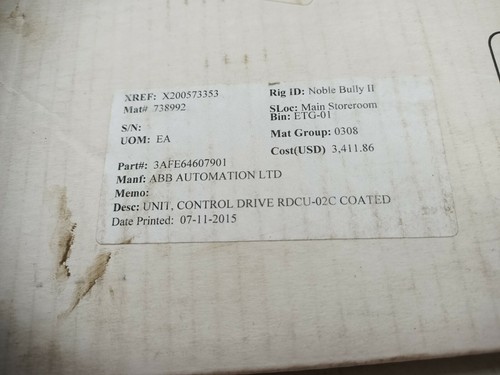 XREF: X200573353
Mat# 738992
S/N:
UOM: EA
Rig ID: Noble Bully II
SLoc: Main Storeroom
Bin: ETG-01
Mat Group: 0308
Cost(USD) 3,411.86
Part#: 3AFE64607901
Manf: ABB AUTOMATION LTD
Memo:
Desc: UNIT, CONTROL DRIVE RDCU-02C COATED
Date Printed: 07-11-2015